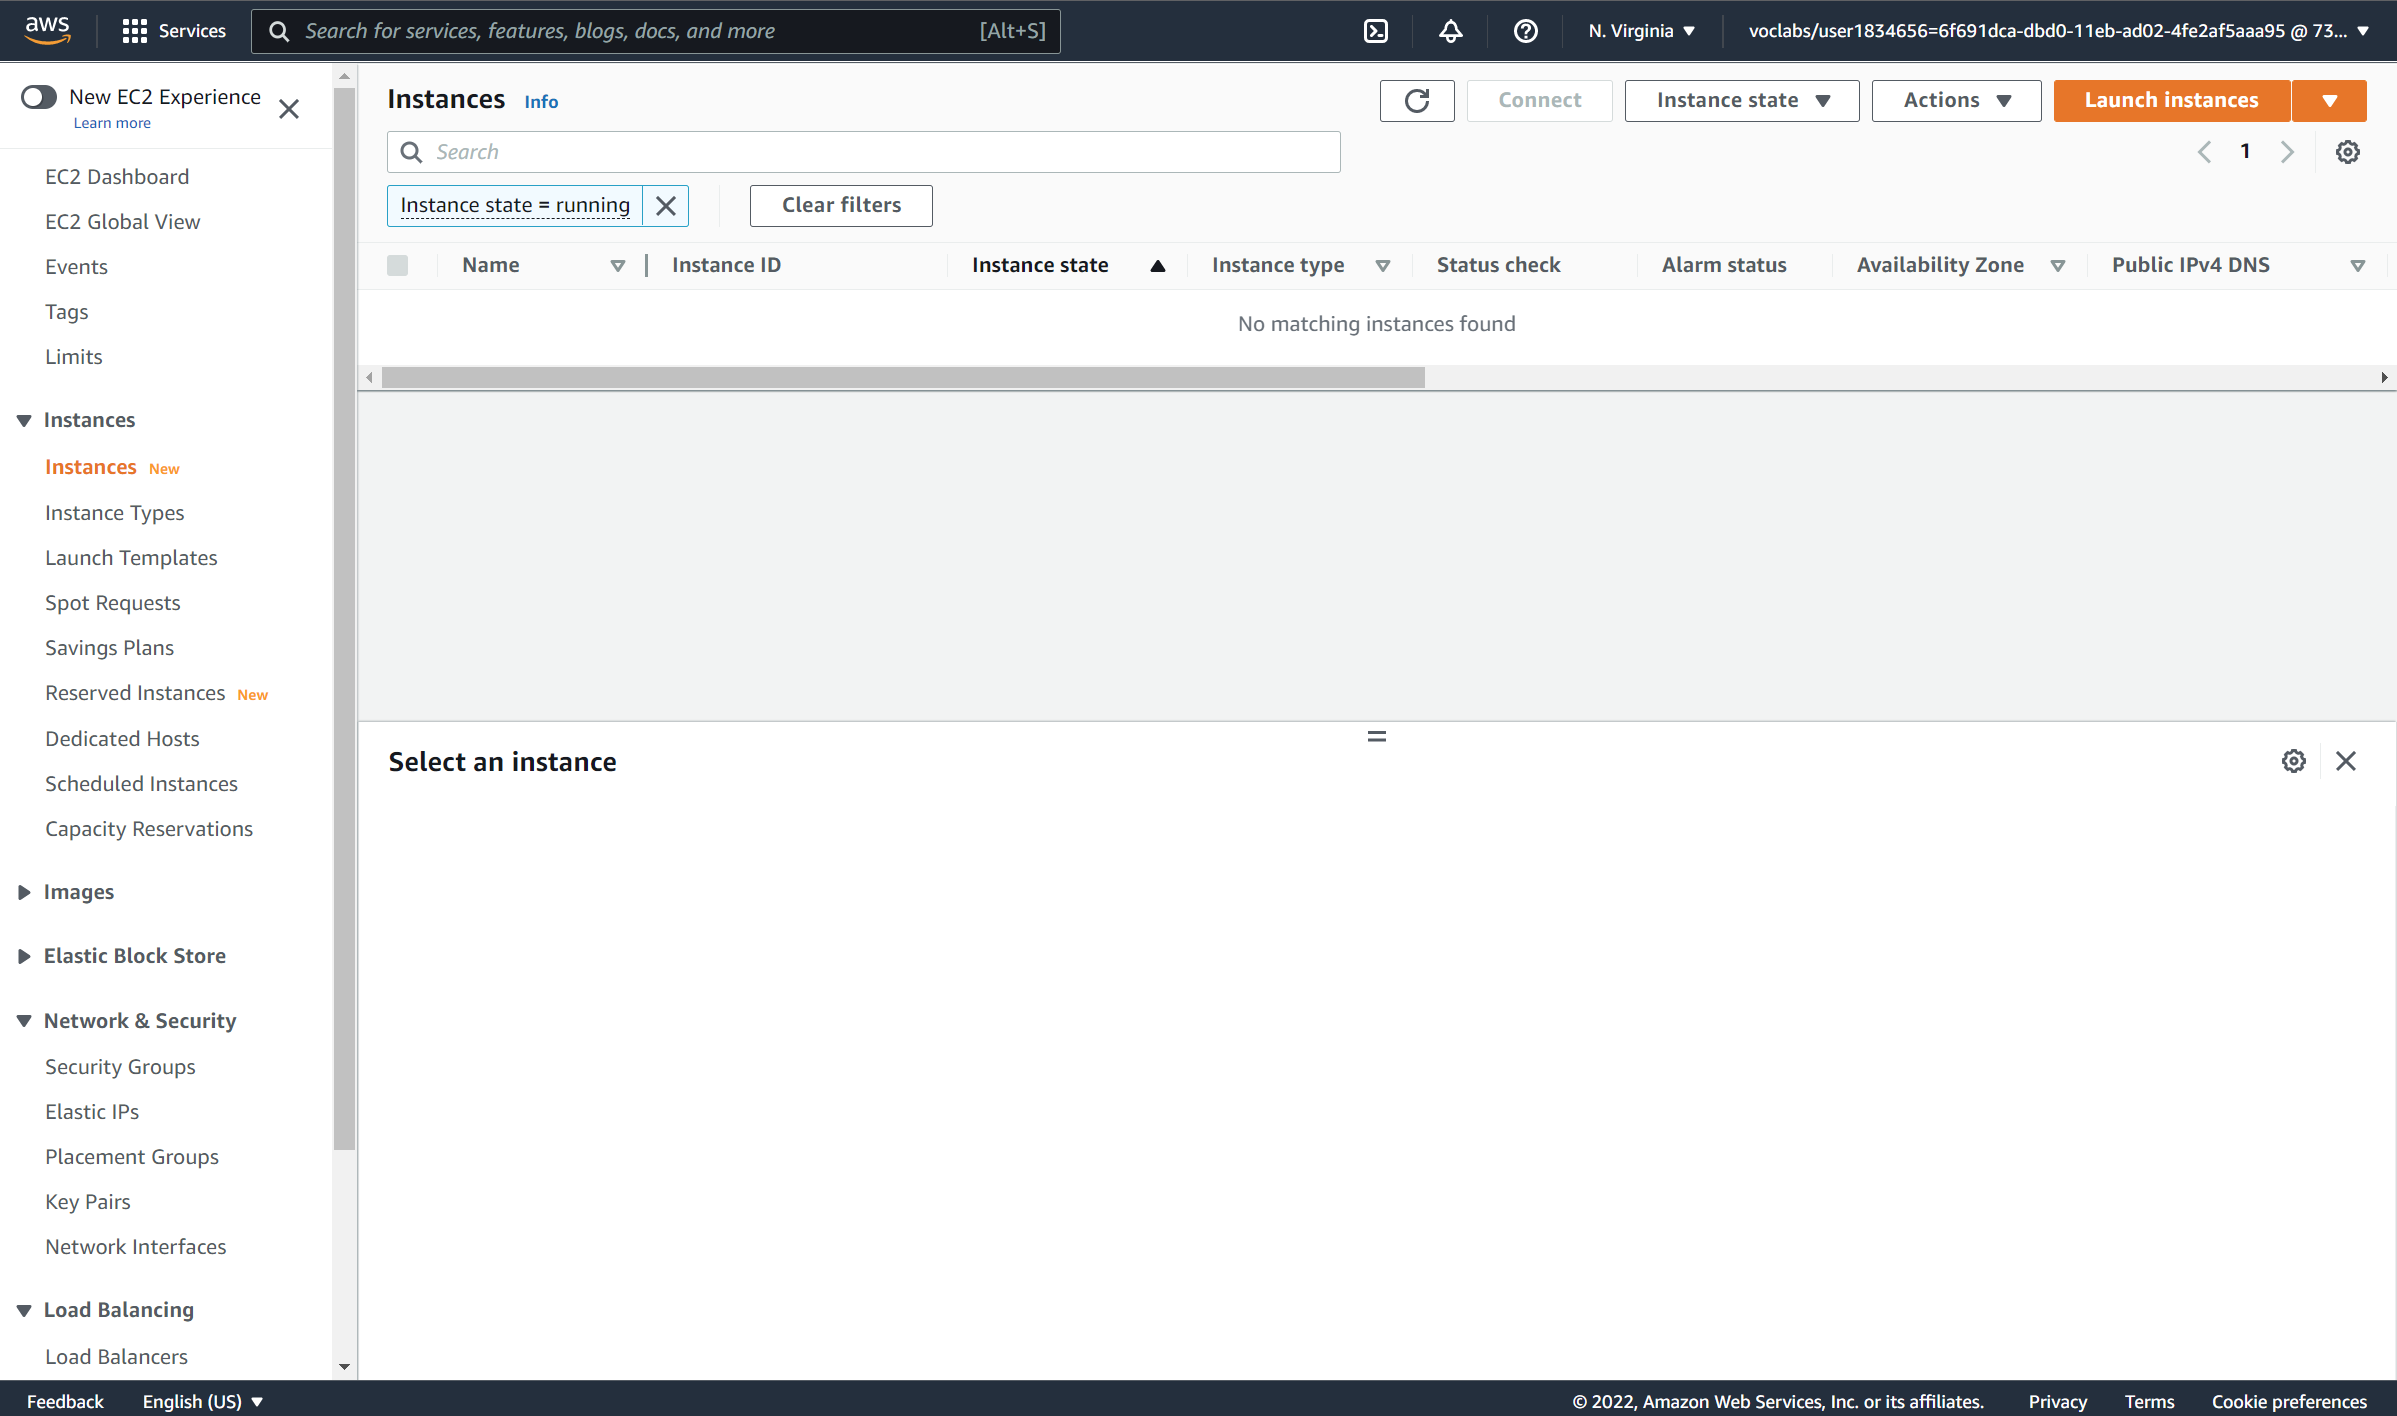 aws
Services
Search for services, features, blogs, docs, and more [Alt+S]
N. Virginia
voclabs/user1834656=6f691dca-dbd0-11eb-ad02-4fe2af5aaa95 @ 73...
New EC2 Experience
Learn more
EC2 Dashboard
EC2 Global View
Events
Tags
Limits
Instances
Instances New
Instance Types
Launch Templates
Spot Requests
Savings Plans
Reserved Instances New
Dedicated Hosts
Scheduled Instances
Capacity Reservations
Images
Elastic Block Store
Network & Security
Security Groups
Elastic IPs
Placement Groups
Key Pairs
Network Interfaces
Load Balancing
Load Balancers
Instances Info
Connect
Instance state
Actions
Launch instances
Search
1
Instance state = running
Clear filters
Name Instance ID Instance state Instance type Status check Alarm status Availability Zone Public IPv4 DNS
No matching instances found
Select an instance
Feedback English (US) © 2022, Amazon Web Services, Inc. or its affiliates. Privacy Terms Cookie preferences